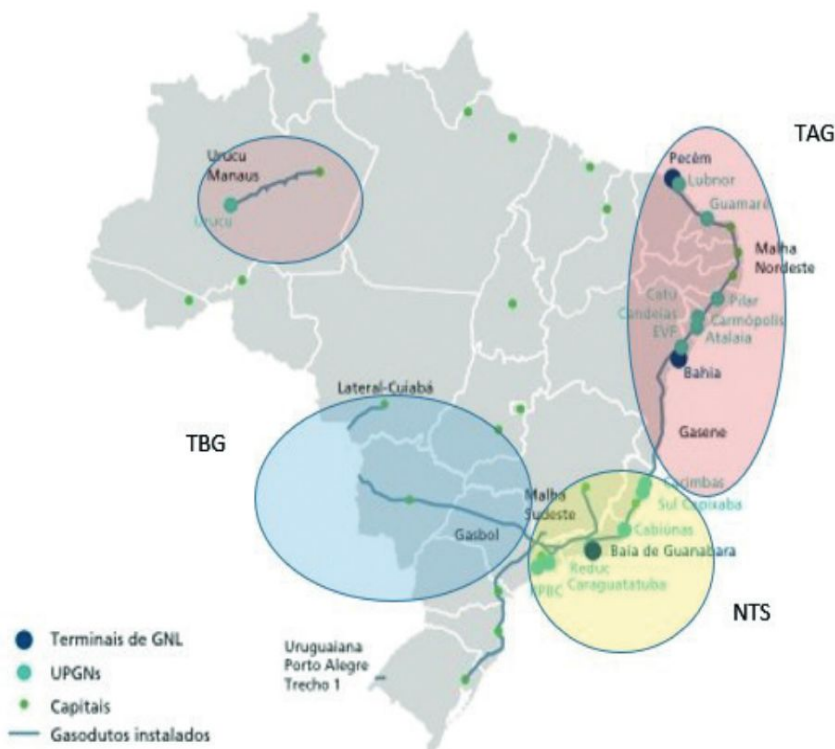 TAG
Urucu
Manaus
Urucu
Pecém
Lubnor
Guamaré
Malha
Nordeste
Catu
Candeias
EVF
Pilar
Carmópolis
Atalaia
Bahia
Lateral-Cuiabá
TBG
Gasene
Malha
Sudeste
Cacimbas
Sul Capixaba
Gasbol
Cabiúnas
Baía de Guanabara
Reduc
Caraguatatuba
RPBC
NTS
Uruguaiana
Porto Alegre
Trecho 1
Terminais de GNL
UPGNs
Capitais
Gasodutos instalados